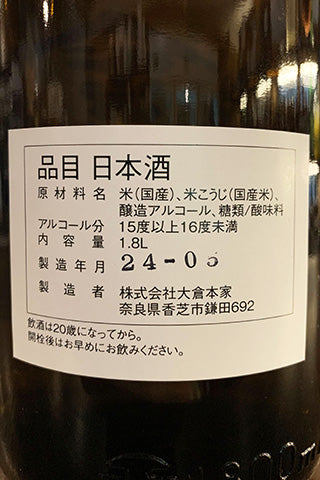 品目 日本酒
原材料名 米(国産)、米こうじ(国産米)、
醸造アルコール、糖類/酸味料
アルコール分 15度以上16度未満
内容量 1.8L
製造年月 24-05
製造者 株式会社大倉本家
奈良県香芝市鎌田692
飲酒は20歳になってから。
開栓後はお早めにお飲みください。